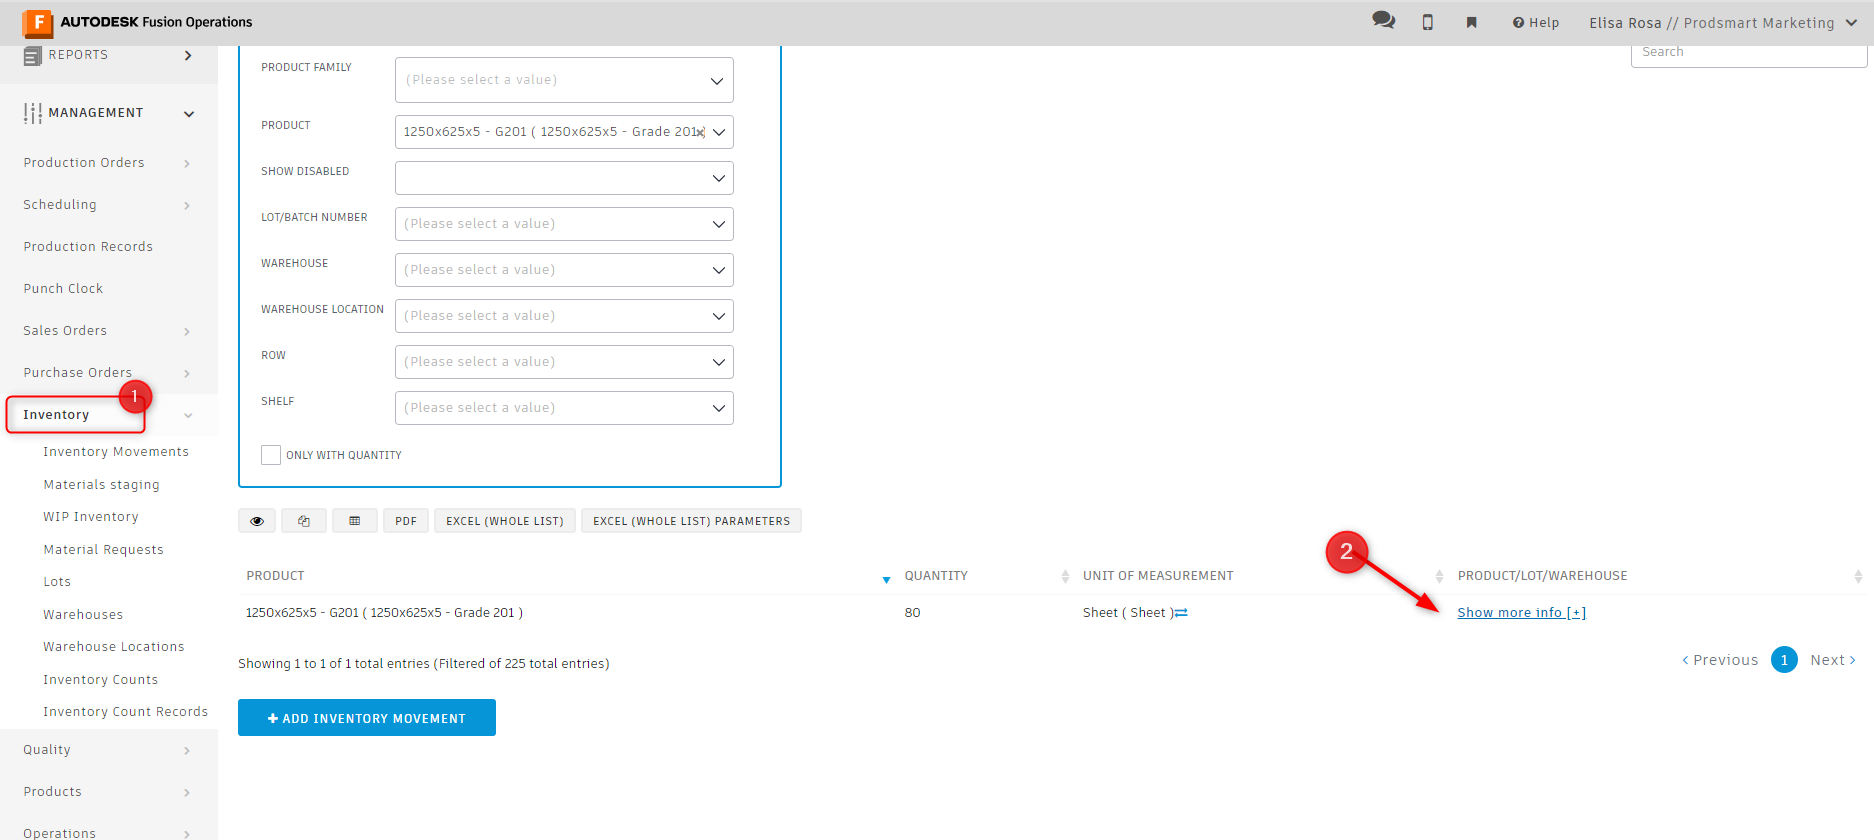 AUTODESK Fusion Operations
Help
Elisa Rosa // Prodsmart Marketing
REPORTS
MANAGEMENT
Production Orders
Scheduling
Production Records
Punch Clock
Sales Orders
Purchase Orders
1
Inventory
Inventory Movements
Materials staging
WIP Inventory
Material Requests
Lots
Warehouses
Warehouse Locations
Inventory Counts
Inventory Count Records
Quality
Products
Operations
Search
PRODUCT FAMILY (Please select a value)
PRODUCT 1250x625x5 - G201 ( 1250x625x5 - Grade 201 )
SHOW DISABLED
LOT/BATCH NUMBER (Please select a value)
WAREHOUSE (Please select a value)
WAREHOUSE LOCATION (Please select a value)
ROW (Please select a value)
SHELF (Please select a value)
ONLY WITH QUANTITY
PDF EXCEL (WHOLE LIST) EXCEL (WHOLE LIST) PARAMETERS
2
PRODUCT QUANTITY UNIT OF MEASUREMENT PRODUCT/LOT/WAREHOUSE
1250x625x5 - G201 ( 1250x625x5 - Grade 201 ) 80 Sheet ( Sheet ) Show more info [+]
Showing 1 to 1 of 1 total entries (Filtered of 225 total entries)
< Previous 1 Next >
+ ADD INVENTORY MOVEMENT